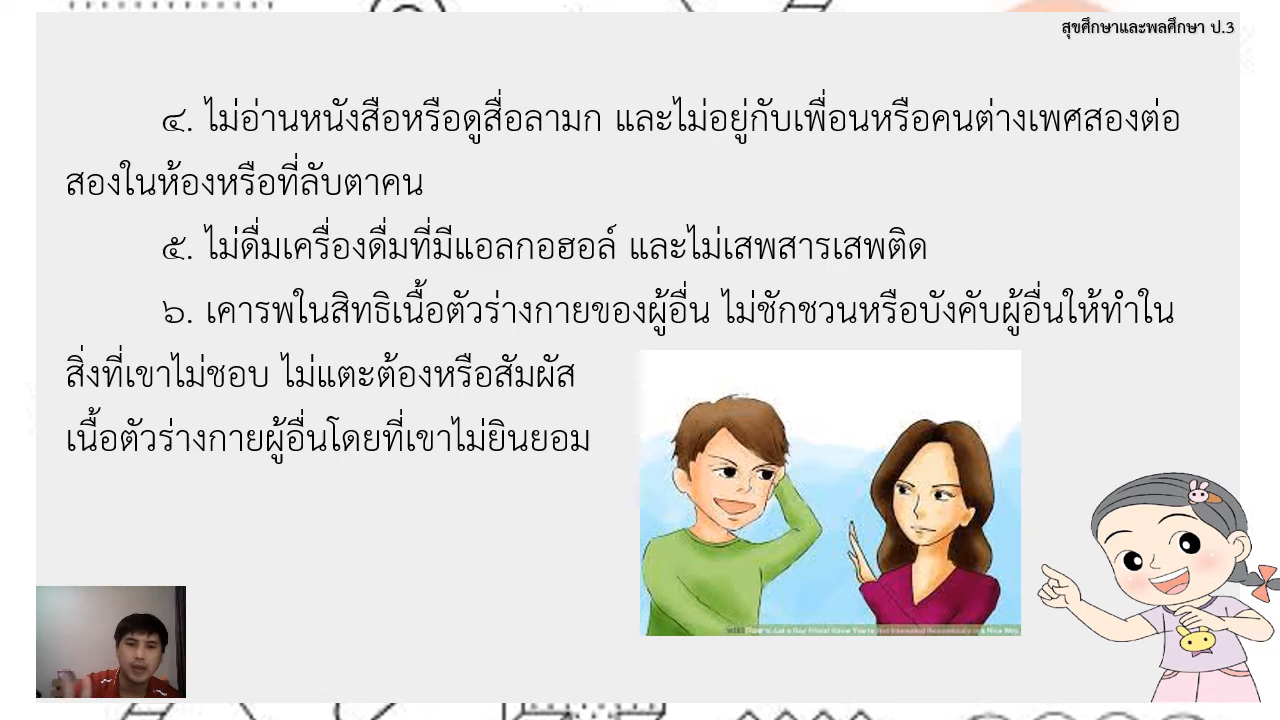 สุขศึกษาและพลศึกษา ป.3
๔. ไม่อ่านหนังสือหรือดูสื่อลามก และไม่อยู่กับเพื่อนหรือคนต่างเพศสองต่อ
สองในห้องหรือที่ลับตาคน
๕. ไม่ดื่มเครื่องดื่มที่มีแอลกอฮอล์ และไม่เสพสารเสพติด
๖. เคารพในสิทธิเนื้อตัวร่างกายของผู้อื่น ไม่ชักชวนหรือบังคับผู้อื่นให้ทำใน
สิ่งที่เขาไม่ชอบ ไม่แตะต้องหรือสัมผัส
เนื้อตัวร่างกายผู้อื่นโดยที่เขาไม่ยินยอม